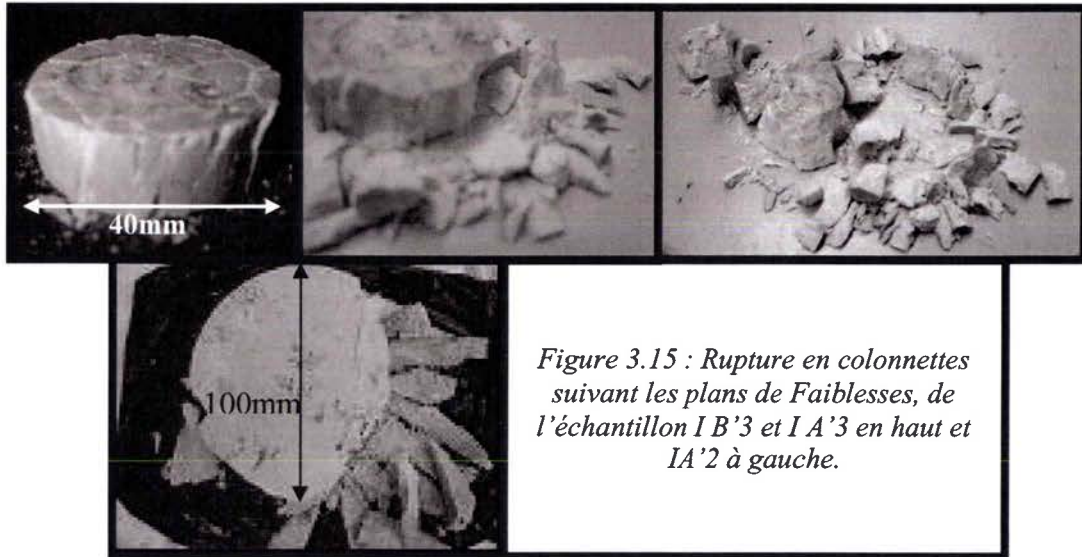 40mm
100mm
Figure 3.15 : Rupture en colonnettes
suivant les plans de Faiblesses, de
l'échantillon I B'3 et I A'3 en haut et
IA'2 à gauche.